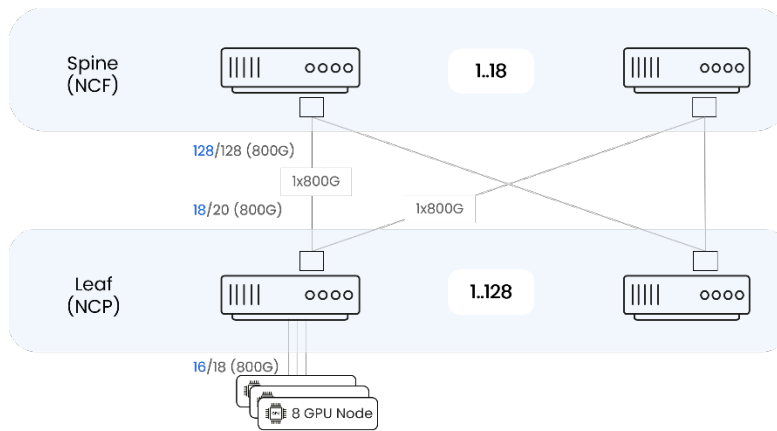 Spine
(NCF)
1..18
128/128 (800G)
1x800G
18/20 (800G)
1x800G
Leaf
(NCP)
1..128
16/18 (800G)
8 GPU Node